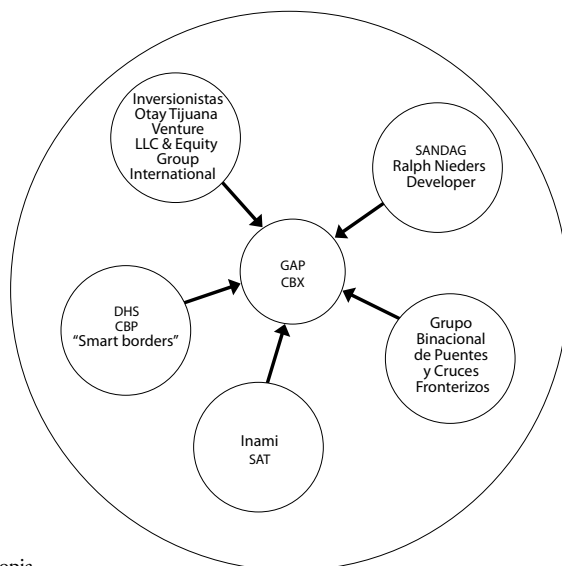 Inversionistas
Otay Tijuana
Venture
LLC & Equity
Group
International
SANDAG
Ralph Nieders
Developer
GAP
CBX
DHS
CBP
“Smart borders”
Grupo
Binacional
de Puentes
y Cruces
Fronterizos
Inami
SAT